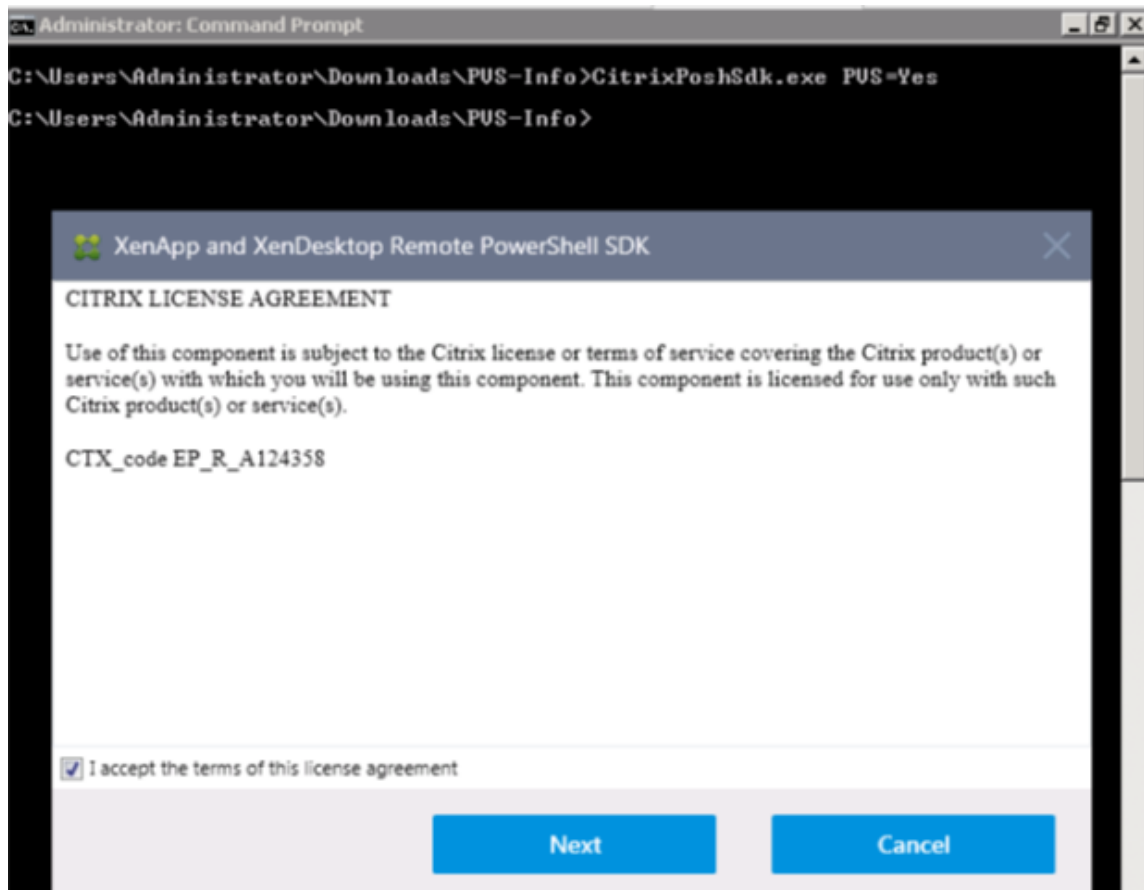 Administrator: Command Prompt
C:\Users\Administrator\Downloads\PVS-Info>CitrixPoshSdk.exe PVS=Yes
C:\Users\Administrator\Downloads\PVS-Info>
XenApp and XenDesktop Remote PowerShell SDK
CITRIX LICENSE AGREEMENT
Use of this component is subject to the Citrix license or terms of service covering the Citrix product(s) or
service(s) with which you will be using this component. This component is licensed for use only with such
Citrix product(s) or service(s).
CTX_code EP_R_A124358
I accept the terms of this license agreement
Next
Cancel